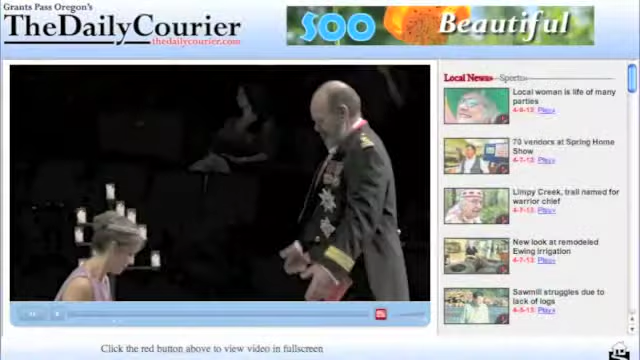 Grants Pass Oregon's
TheDailyCourier
thedailycourier.com
SOO Beautiful
Local News» Sports»
Local woman is life of many
parties
4-9-13: Play»
70 vendors at Spring Home
Show
4-7-13: Play»
Limpy Creek, trail named for
warrior chief
4-7-13: Play»
New look at remodeled
Ewing irrigation
4-7-13: Play»
Sawmill struggles due to
lack of logs
4-5-13: Play»
Click the red button above to view video in fullscreen